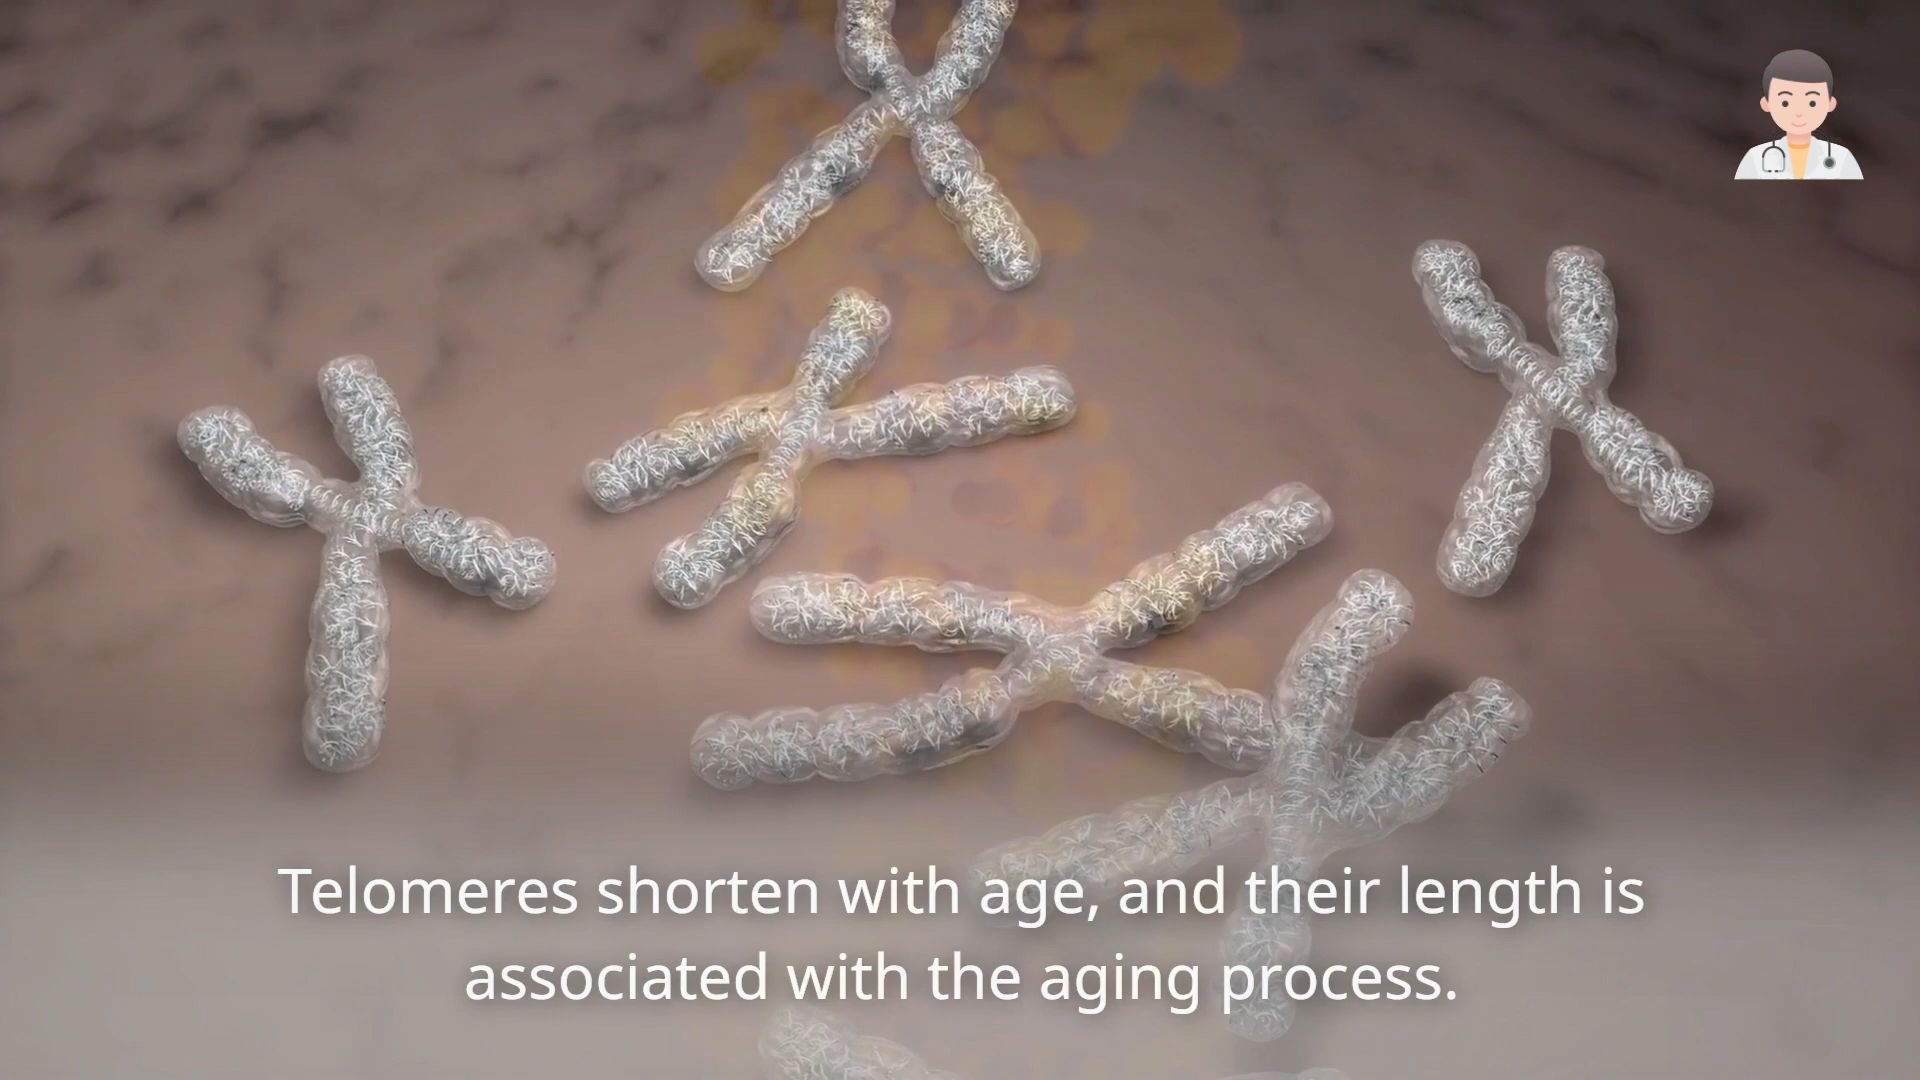 Telomeres shorten with age, and their length is
associated with the aging process.